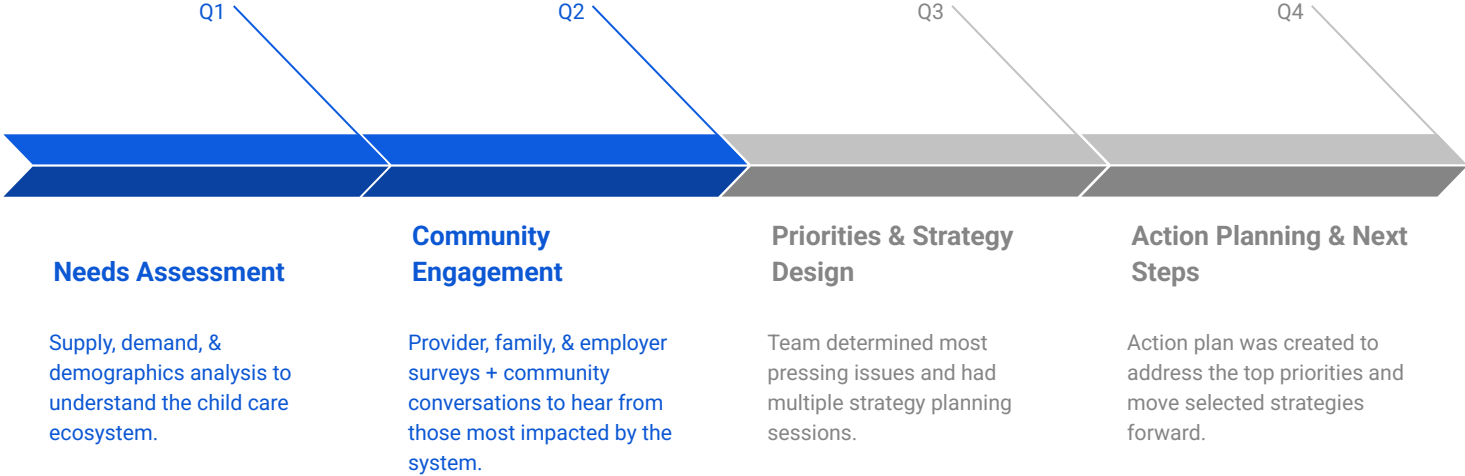 Q1
Q2
Q3
Q4
Needs Assessment
Supply, demand, &
demographics analysis to
understand the child care
ecosystem.
Community
Engagement
Provider, family, & employer
surveys + community
conversations to hear from
those most impacted by the
system.
Priorities & Strategy
Design
Team determined most
pressing issues and had
multiple strategy planning
sessions.
Action Planning & Next
Steps
Action plan was created to
address the top priorities and
move selected strategies
forward.